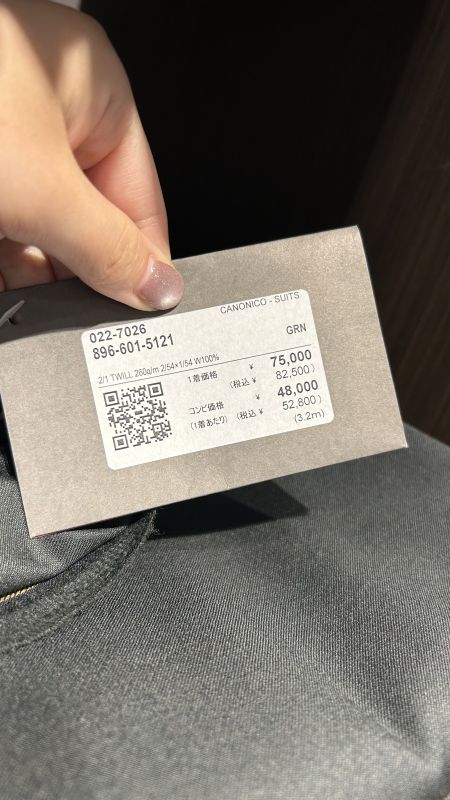 CANONICO - SUITS
022-7026
896-601-5121
GRN
2/1 TWILL 260g/m 2/54×1/54 W100%
1着価格 ¥ 75,000
(税込 ¥ 82,500)
コンビ価格 ¥ 48,000
(1着あたり) (税込 ¥ 52,800)
(3.2m)